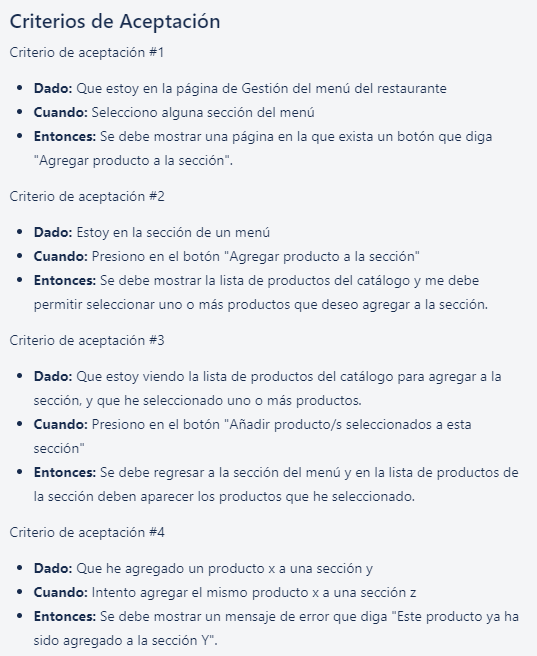 Criterios de Aceptación
Criterio de aceptación #1
• Dado: Que estoy en la página de Gestión del menú del restaurante
• Cuando: Selecciono alguna sección del menú
• Entonces: Se debe mostrar una página en la que exista un botón que diga
"Agregar producto a la sección".
Criterio de aceptación #2
• Dado: Estoy en la sección de un menú
• Cuando: Presiono en el botón "Agregar producto a la sección"
• Entonces: Se debe mostrar la lista de productos del catálogo y me debe
permitir seleccionar uno o más productos que deseo agregar a la sección.
Criterio de aceptación #3
• Dado: Que estoy viendo la lista de productos del catálogo para agregar a la
sección, y que he seleccionado uno o más productos.
• Cuando: Presiono en el botón "Añadir producto/s seleccionados a esta
sección"
• Entonces: Se debe regresar a la sección del menú y en la lista de productos de
la sección deben aparecer los productos que he seleccionado.
Criterio de aceptación #4
• Dado: Que he agregado un producto x a una sección y
• Cuando: Intento agregar el mismo producto x a una sección z
• Entonces: Se debe mostrar un mensaje de error que diga "Este producto ya ha
sido agregado a la sección Y".